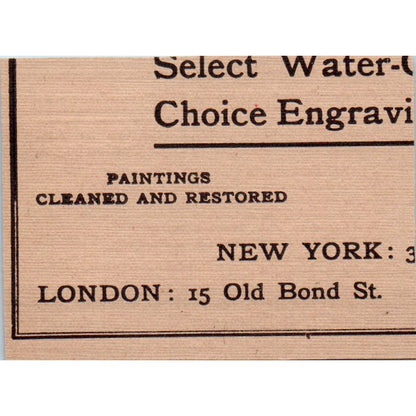 Select Water-C
Choice Engravi
PAINTINGS
CLEANED AND RESTORED
NEW YORK: 3
LONDON: 15 Old Bond St.